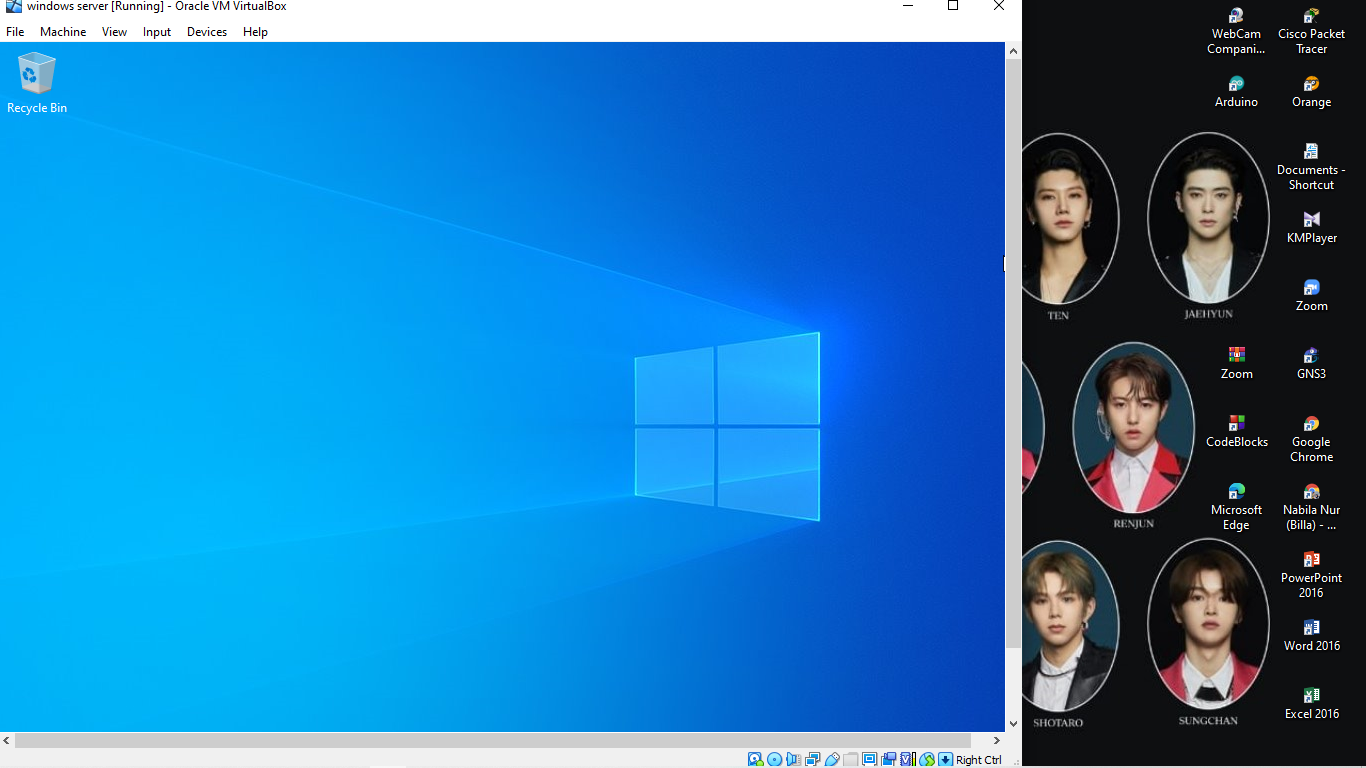 windows server [Running] - Oracle VM VirtualBox
File Machine View Input Devices Help
Recycle Bin
Right Ctrl
WebCam
Compani...
Cisco Packet
Tracer
Arduino
Orange
Documents -
Shortcut
KMPlayer
TEN
JAEHYUN
Zoom
Zoom
GNS3
CodeBlocks
Google
Chrome
Microsoft
Edge
Nabila Nur
(Billa) - ...
RENJUN
PowerPoint
2016
Word 2016
Excel 2016
SHOTARO
SUNGCHAN